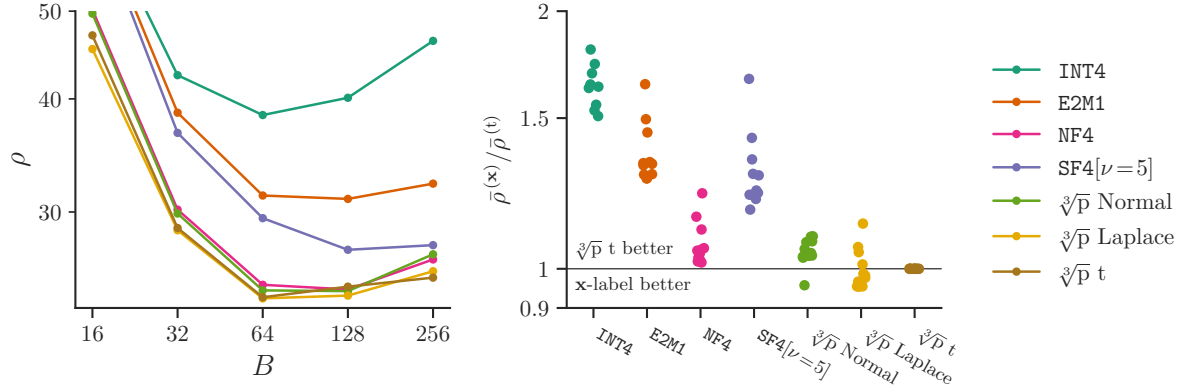 50
40
30
ρ
16 32 64 128 256
B
2
1.5
1
0.9
ρ̄^(x)/ρ̄^(t)
∛p t better
x-label better
INT4
E2M1
NF4
SF4[ν=5]
∛p Normal
∛p Laplace
∛p t
INT4
E2M1
NF4
SF4[ν=5]
∛p Normal
∛p Laplace
∛p t